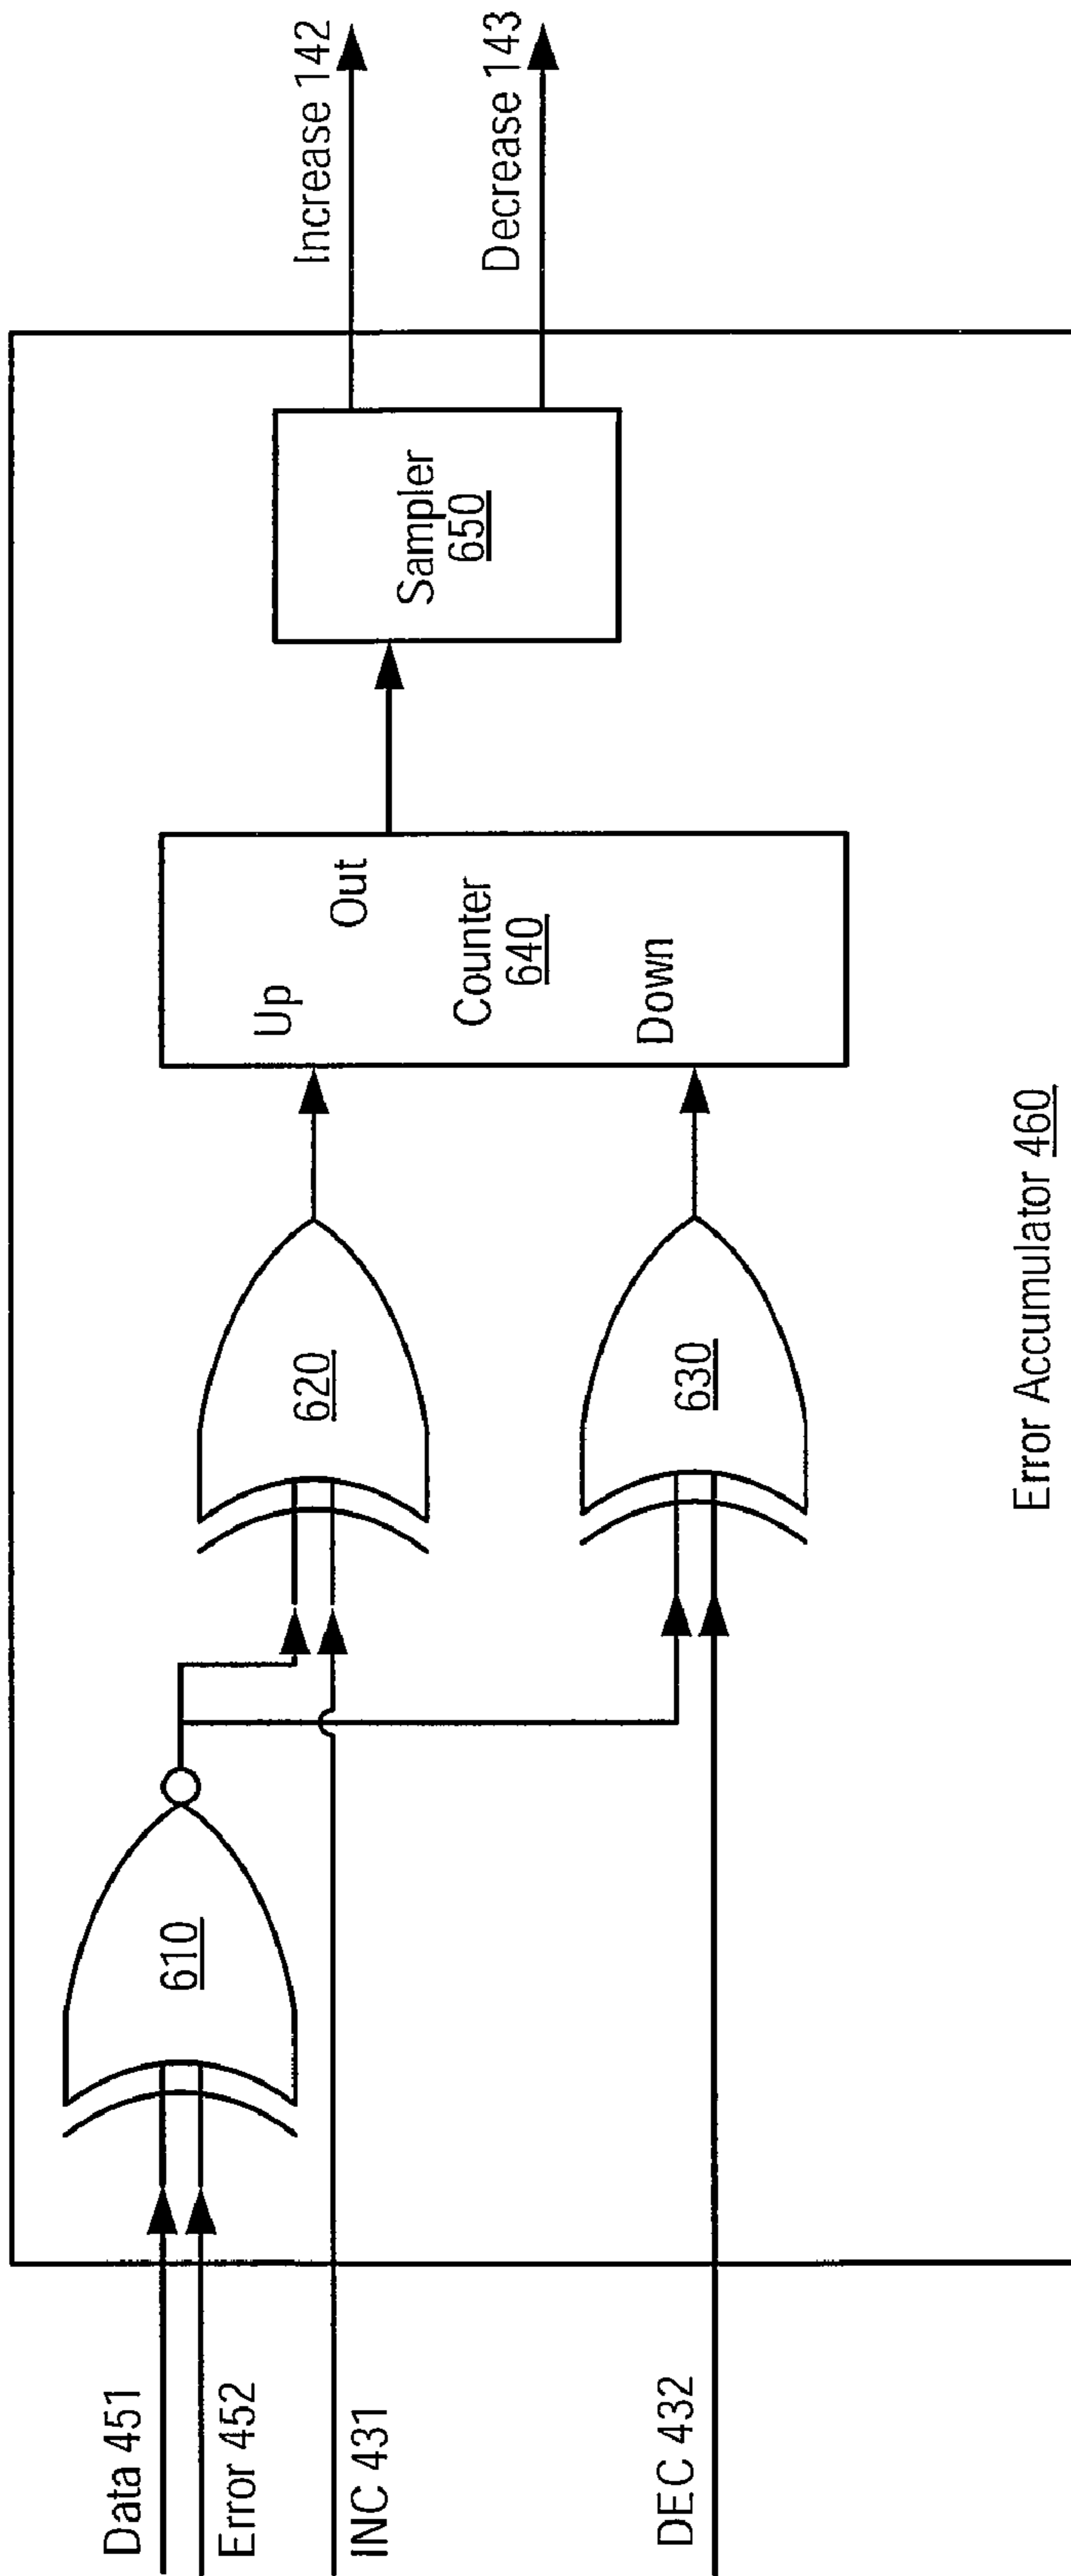 Data 451
Error 452
INC 431
DEC 432
610
620
630
Up
Out
Counter
640
Down
Sampler
650
Increase 142
Decrease 143
Error Accumulator 460